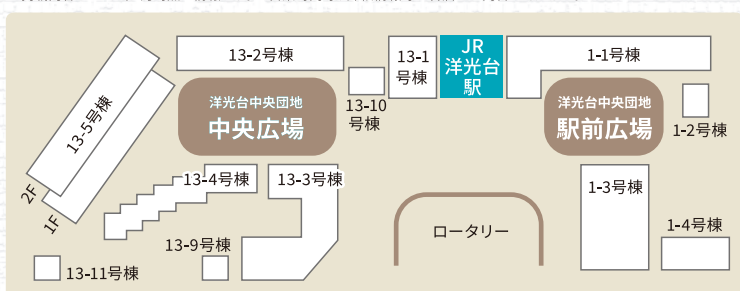 13-2号棟
13-1
号棟
JR
洋光台
駅
1-1号棟
13-5号棟
2F
1F
洋光台中央団地
中央広場
13-10
号棟
洋光台中央団地
駅前広場
1-2号棟
13-4号棟
13-3号棟
1-3号棟
ロータリー
1-4号棟
13-9号棟
13-11号棟